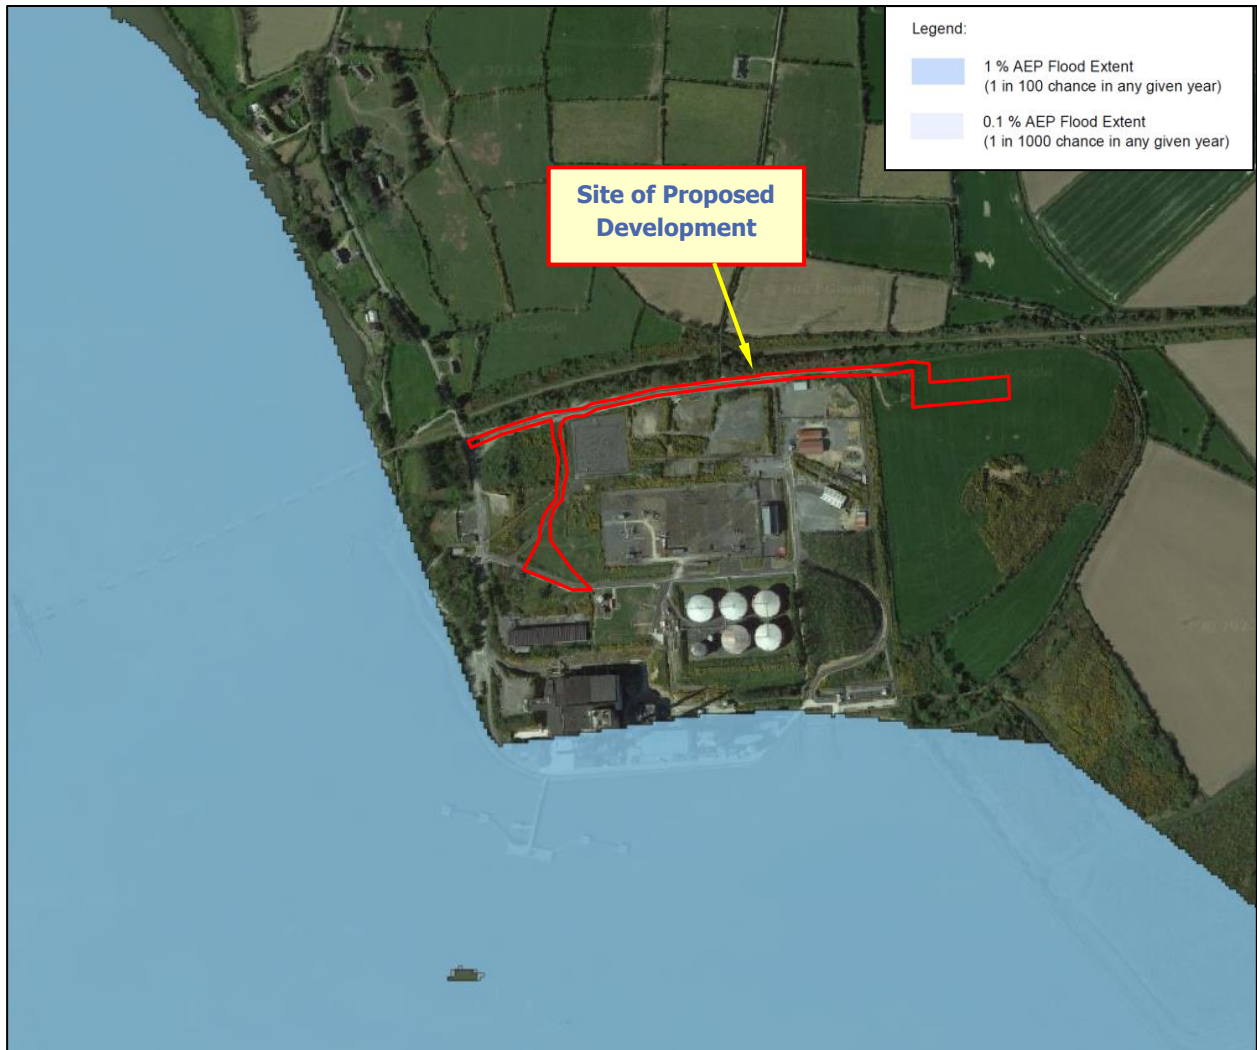 Legend:
1 % AEP Flood Extent
(1 in 100 chance in any given year)
0.1 % AEP Flood Extent
(1 in 1000 chance in any given year)
Site of Proposed
Development